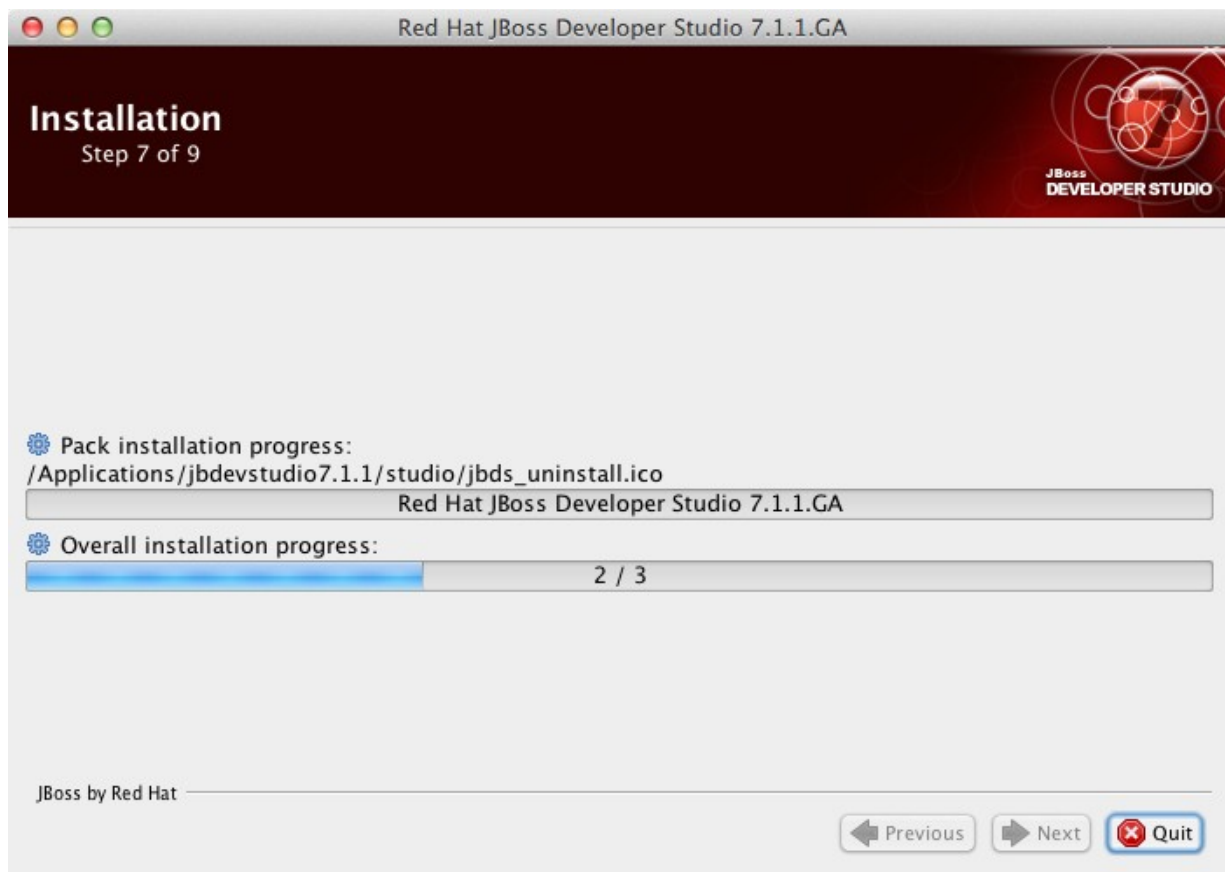 Red Hat JBoss Developer Studio 7.1.1.GA
Installation
Step 7 of 9
7
JBoss
DEVELOPER STUDIO
Pack installation progress:
/Applications/jbdevstudio7.1.1/studio/jbds_uninstall.ico
Red Hat JBoss Developer Studio 7.1.1.GA
Overall installation progress:
2 / 3
JBoss by Red Hat
Previous
Next
Quit